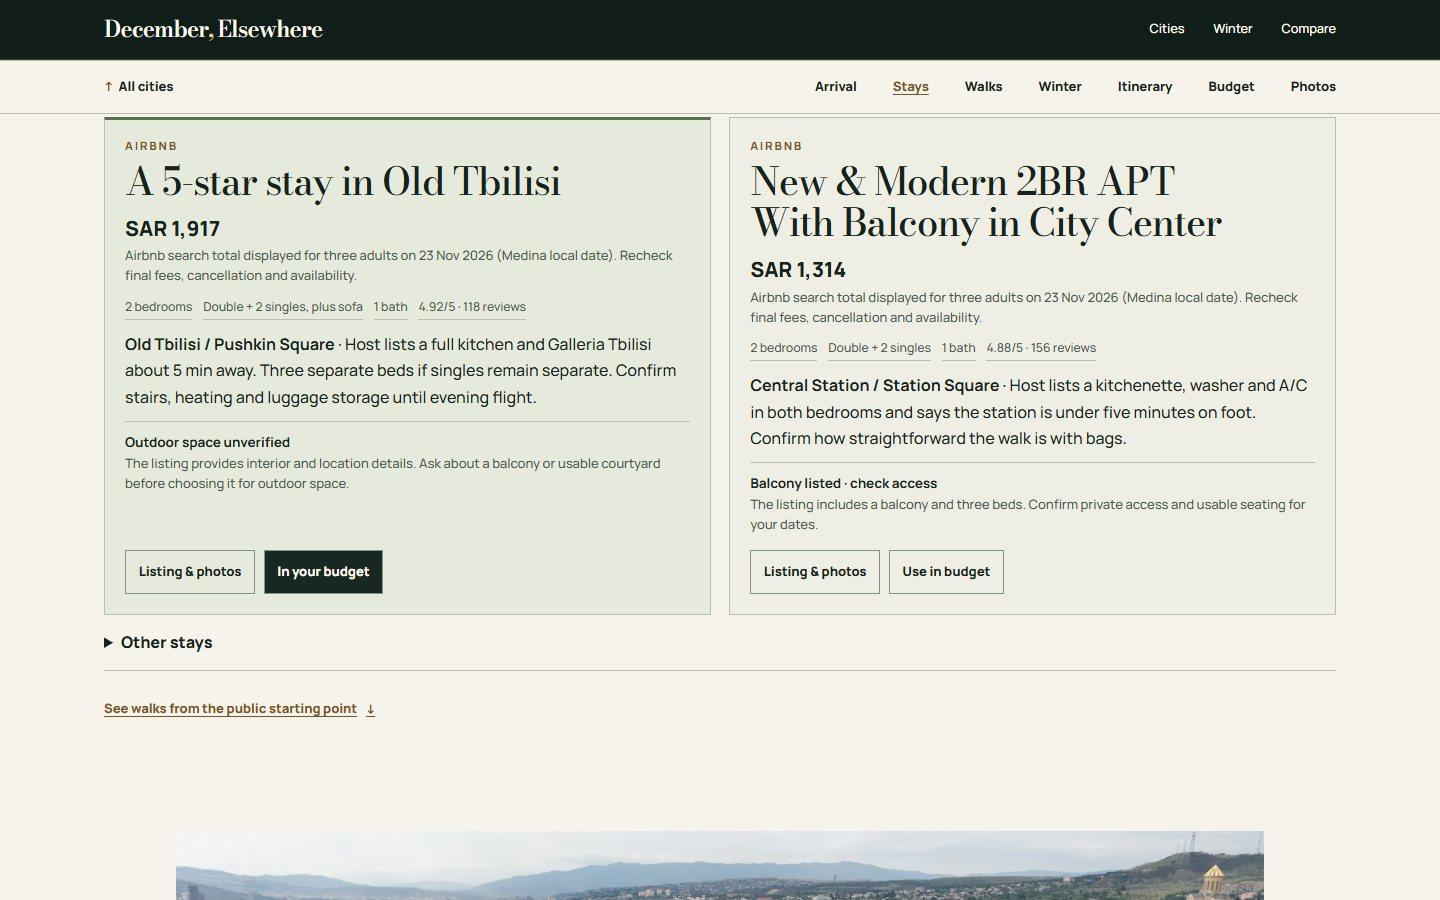 December, Elsewhere
Cities Winter Compare
↑ All cities
Arrival Stays Walks Winter Itinerary Budget Photos
AIRBNB
A 5-star stay in Old Tbilisi
SAR 1,917
Airbnb search total displayed for three adults on 23 Nov 2026 (Medina local date). Recheck
final fees, cancellation and availability.
2 bedrooms Double + 2 singles, plus sofa 1 bath 4.92/5 · 118 reviews
Old Tbilisi / Pushkin Square · Host lists a full kitchen and Galleria Tbilisi
about 5 min away. Three separate beds if singles remain separate. Confirm
stairs, heating and luggage storage until evening flight.
Outdoor space unverified
The listing provides interior and location details. Ask about a balcony or usable courtyard
before choosing it for outdoor space.
Listing & photos In your budget
AIRBNB
New & Modern 2BR APT
With Balcony in City Center
SAR 1,314
Airbnb search total displayed for three adults on 23 Nov 2026 (Medina local date). Recheck
final fees, cancellation and availability.
2 bedrooms Double + 2 singles 1 bath 4.88/5 · 156 reviews
Central Station / Station Square · Host lists a kitchenette, washer and A/C
in both bedrooms and says the station is under five minutes on foot.
Confirm how straightforward the walk is with bags.
Balcony listed · check access
The listing includes a balcony and three beds. Confirm private access and usable seating for
your dates.
Listing & photos Use in budget
▶ Other stays
See walks from the public starting point ↓